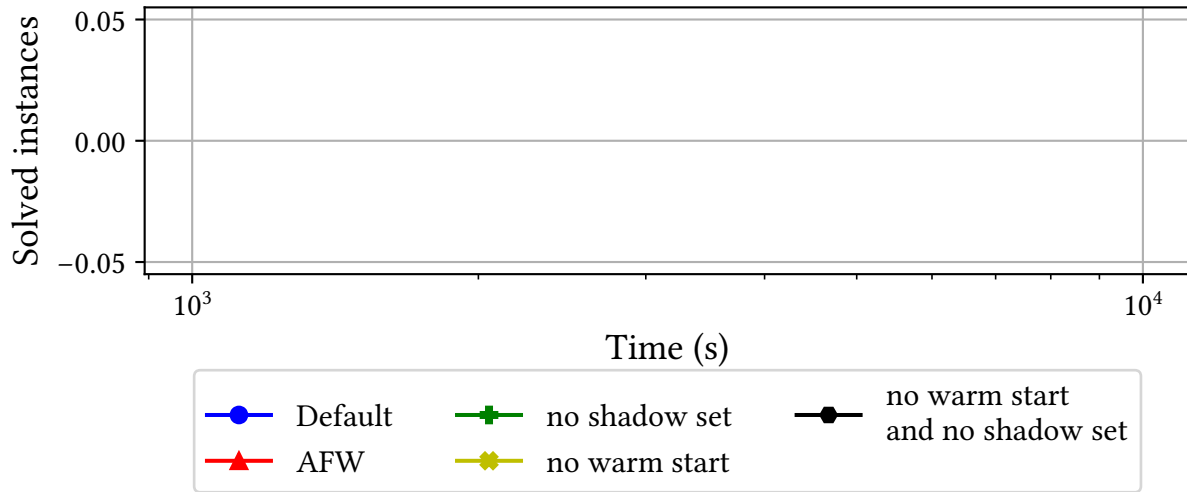 Solved instances
0.05
0.00
−0.05
10³
10⁴
Time (s)
Default
AFW
no shadow set
no warm start
no warm start
and no shadow set